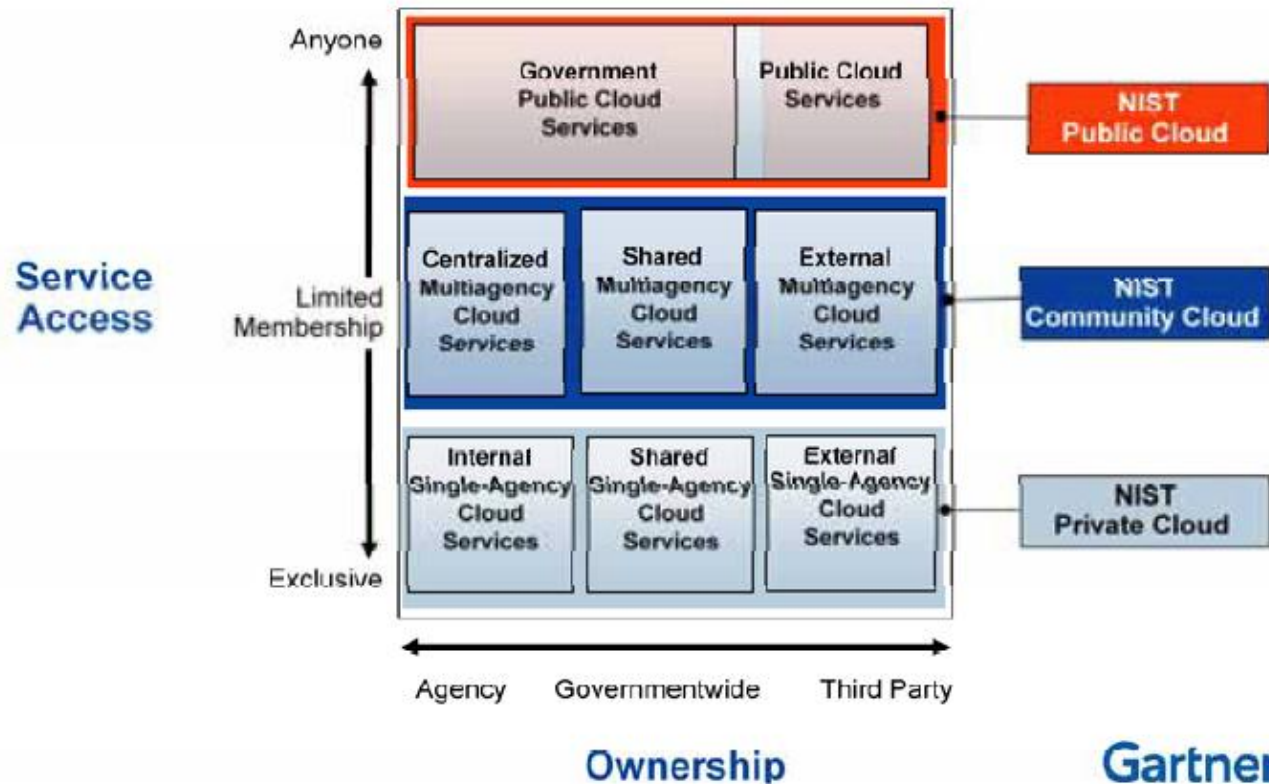 Anyone
Government
Public Cloud
Services
Public Cloud
Services
NIST
Public Cloud
Service
Access
Limited
Membership
Centralized
Multiagency
Cloud
Services
Shared
Multiagency
Cloud
Services
External
Multiagency
Cloud
Services
NIST
Community Cloud
Internal
Single-Agency
Cloud
Services
Shared
Single-Agency
Cloud
Services
External
Single-Agency
Cloud
Services
NIST
Private Cloud
Exclusive
Agency
Governmentwide
Third Party
Ownership
Gartner